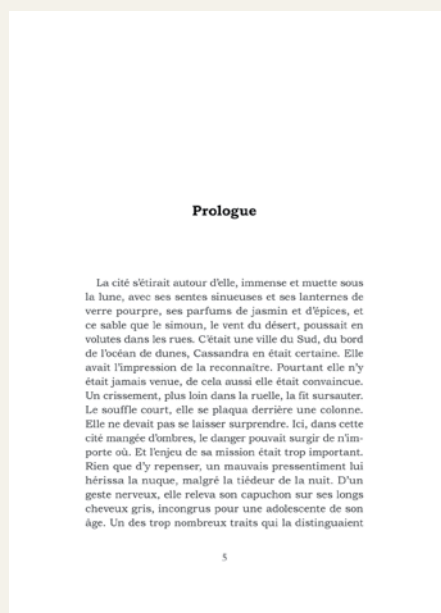 Prologue
La cité s'étirait autour d'elle, immense et muette sous
la lune, avec ses sentes sinueuses et ses lanternes de
verre pourpre, ses parfums de jasmin et d'épices, et
ce sable que le simoun, le vent du désert, poussait en
volutes dans les rues. C'était une ville du Sud, du bord
de l'océan de dunes, Cassandra en était certaine. Elle
avait l'impression de la reconnaître. Pourtant elle n'y
était jamais venue, de cela aussi elle était convaincue.
Un crissement, plus loin dans la ruelle, la fit sursauter.
Le souffle court, elle se plaqua derrière une colonne.
Elle ne devait pas se laisser surprendre. Ici, dans cette
cité mangée d'ombres, le danger pouvait surgir de n'im-
porte où. Et l'enjeu de sa mission était trop important.
Rien que d'y repenser, un mauvais pressentiment lui
hérissa la nuque, malgré la tiédeur de la nuit. D'un
geste nerveux, elle releva son capuchon sur ses longs
cheveux gris, incongrus pour une adolescente de son
âge. Un des trop nombreux traits qui la distinguaient
5